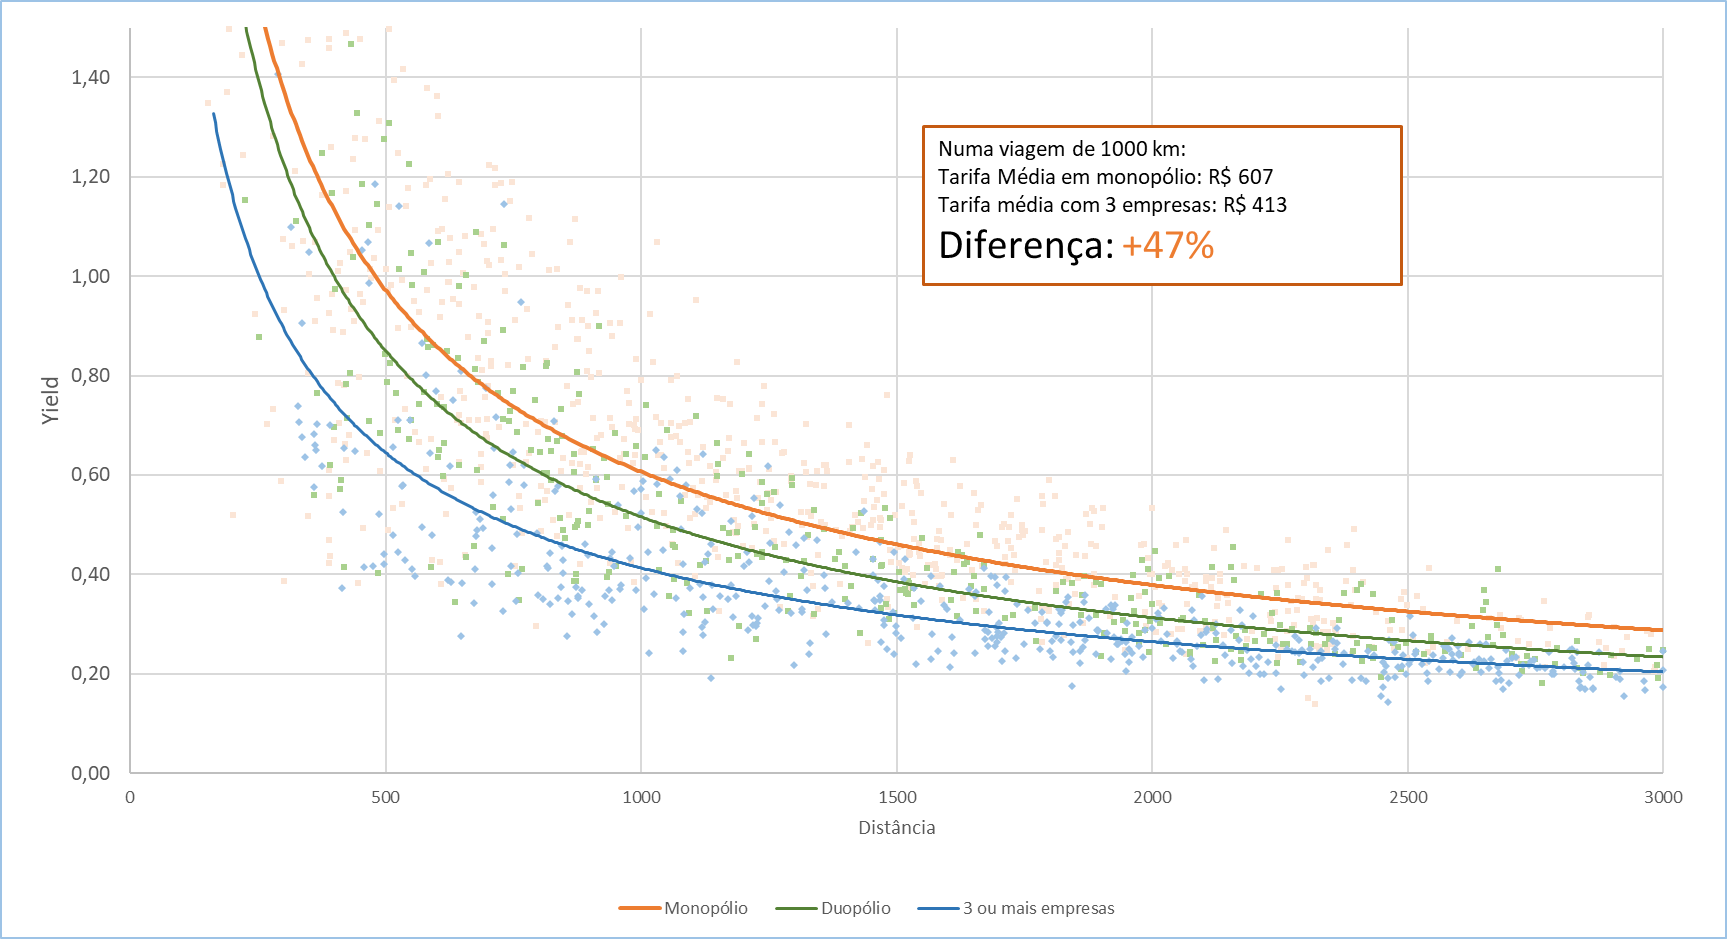 1,40
1,20
1,00
0,80
0,60
0,40
0,20
0,00
Yield
Numa viagem de 1000 km:
Tarifa Média em monopólio: R$ 607
Tarifa média com 3 empresas: R$ 413
Diferença: +47%
0 500 1000 1500 2000 2500 3000
Distância
Monopólio Duopólio 3 ou mais empresas